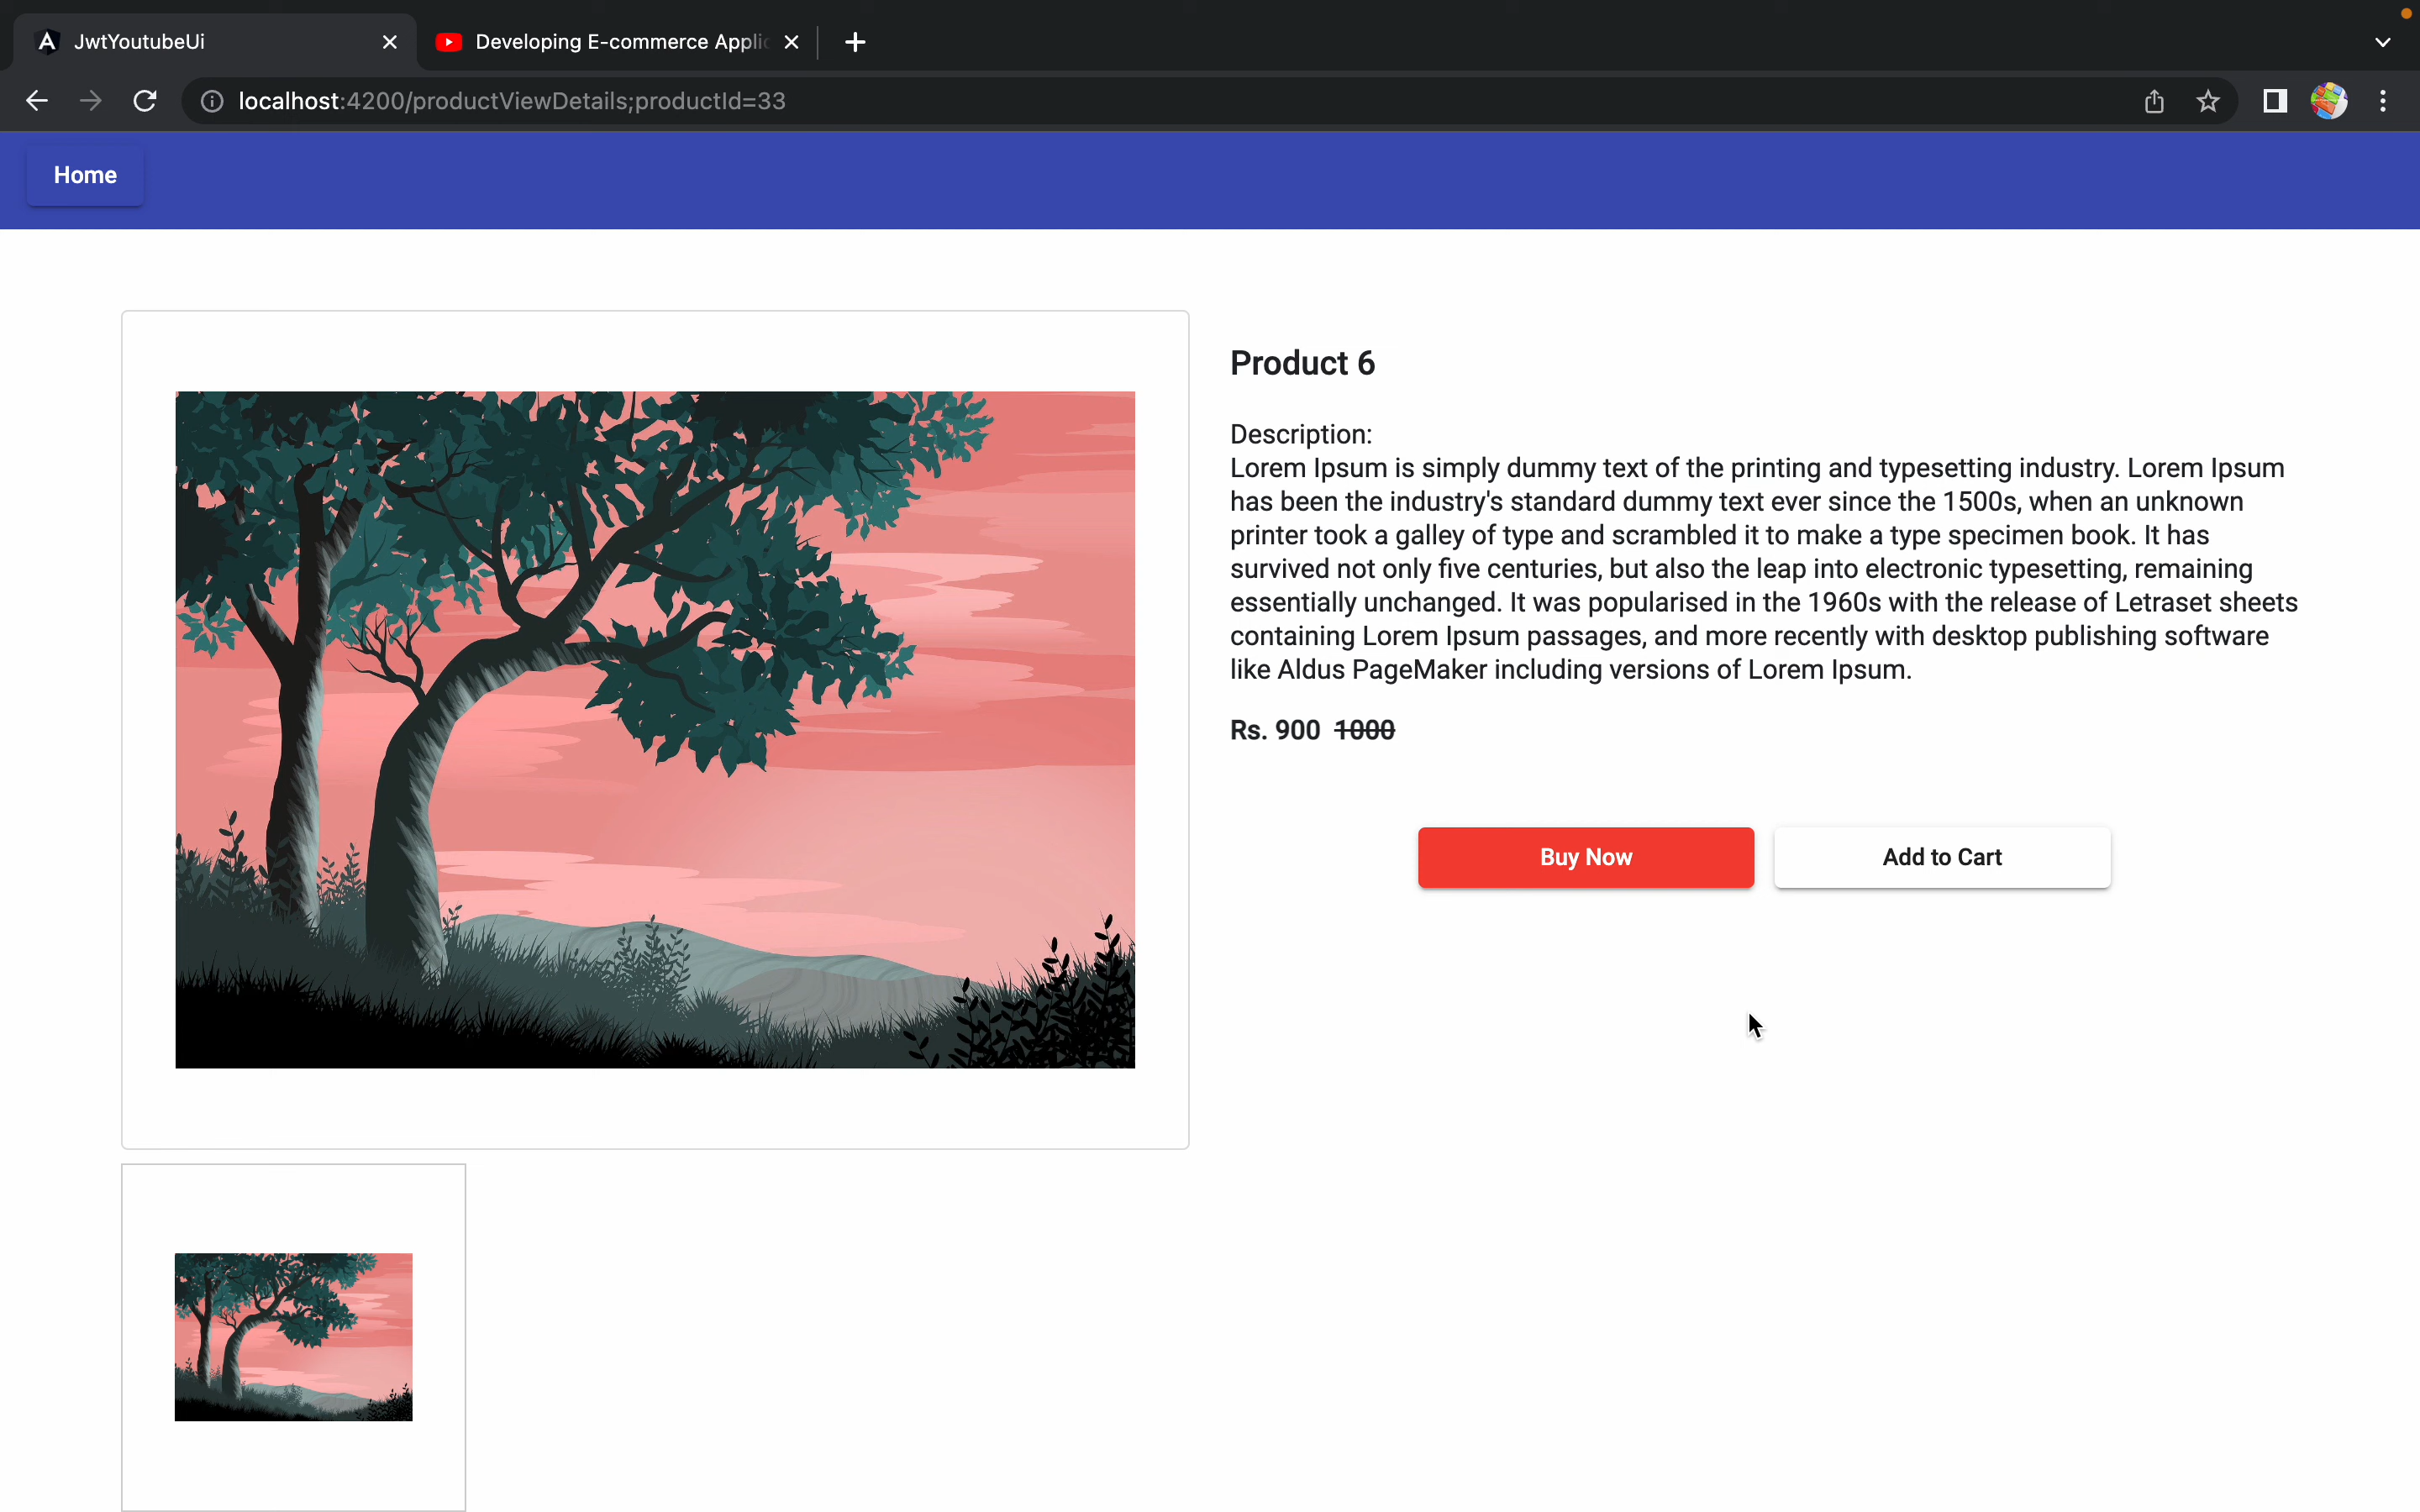 JwtYoutubeUi
Developing E-commerce Applic
localhost:4200/productViewDetails;productId=33
Home
Product 6
Description:
Lorem Ipsum is simply dummy text of the printing and typesetting industry. Lorem Ipsum
has been the industry's standard dummy text ever since the 1500s, when an unknown
printer took a galley of type and scrambled it to make a type specimen book. It has
survived not only five centuries, but also the leap into electronic typesetting, remaining
essentially unchanged. It was popularised in the 1960s with the release of Letraset sheets
containing Lorem Ipsum passages, and more recently with desktop publishing software
like Aldus PageMaker including versions of Lorem Ipsum.
Rs. 900 1000
Buy Now
Add to Cart